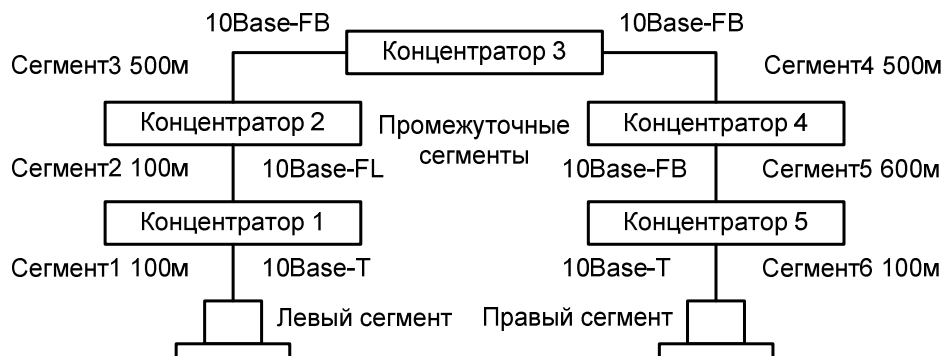 10Base-FB
10Base-FB
Концентратор 3
Сегмент3 500м
Сегмент4 500м
Концентратор 2
Промежуточные
сегменты
Концентратор 4
Сегмент2 100м
10Base-FL
10Base-FB
Сегмент5 600м
Концентратор 1
Концентратор 5
Сегмент1 100м
10Base-T
10Base-T
Сегмент6 100м
Левый сегмент
Правый сегмент